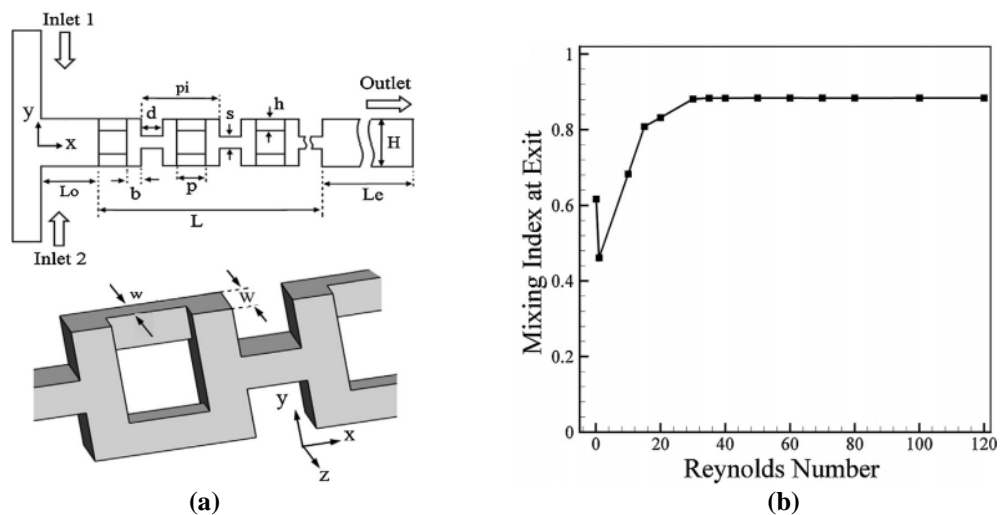 Inlet 1
Outlet
pi
d
s
h
y
x
H
Lo
b
p
Le
L
Inlet 2
w
W
y
x
z
(a)
Mixing Index at Exit
1
0.8
0.6
0.4
0.2
0
0 20 40 60 80 100 120
Reynolds Number
(b)